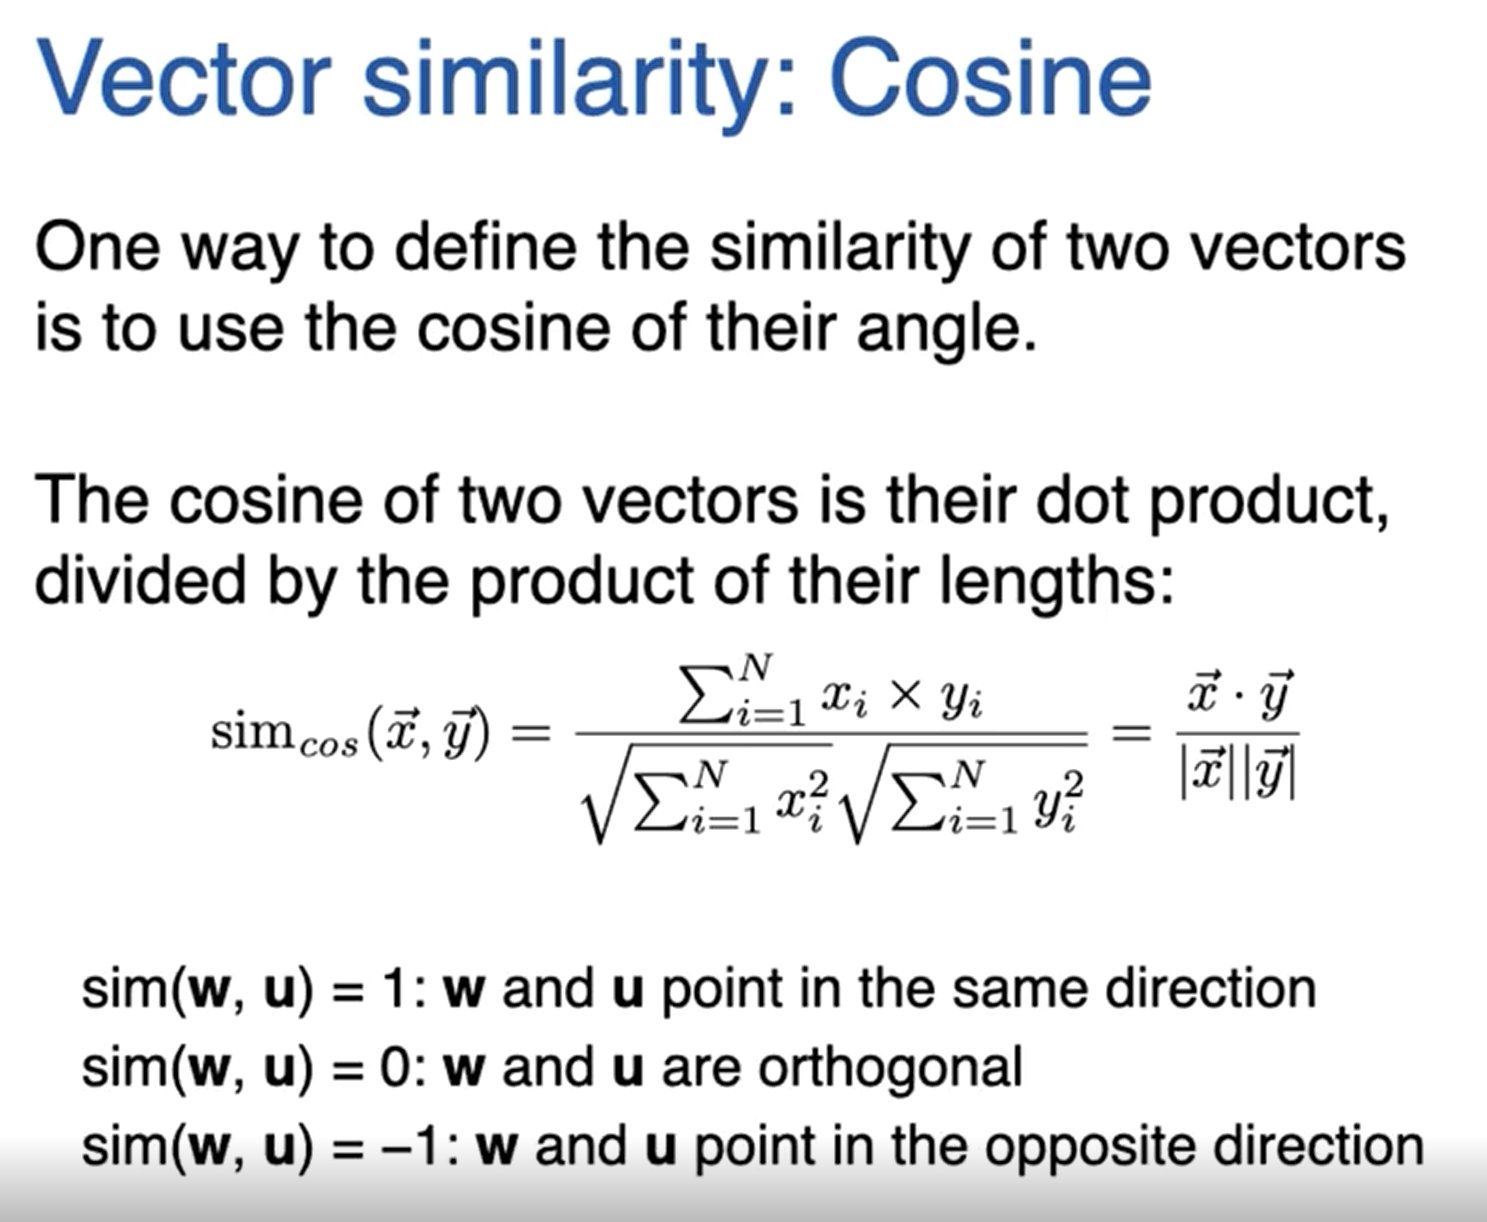 Vector similarity: Cosine
One way to define the similarity of two vectors
is to use the cosine of their angle.
The cosine of two vectors is their dot product,
divided by the product of their lengths:
$\text{sim}_{cos}(\vec{x}, \vec{y}) = \frac{\sum_{i=1}^{N} x_i \times y_i}{\sqrt{\sum_{i=1}^{N} x_i^2} \sqrt{\sum_{i=1}^{N} y_i^2}} = \frac{\vec{x} \cdot \vec{y}}{|\vec{x}||\vec{y}|}$
sim(w, u) = 1: w and u point in the same direction
sim(w, u) = 0: w and u are orthogonal
sim(w, u) = –1: w and u point in the opposite direction